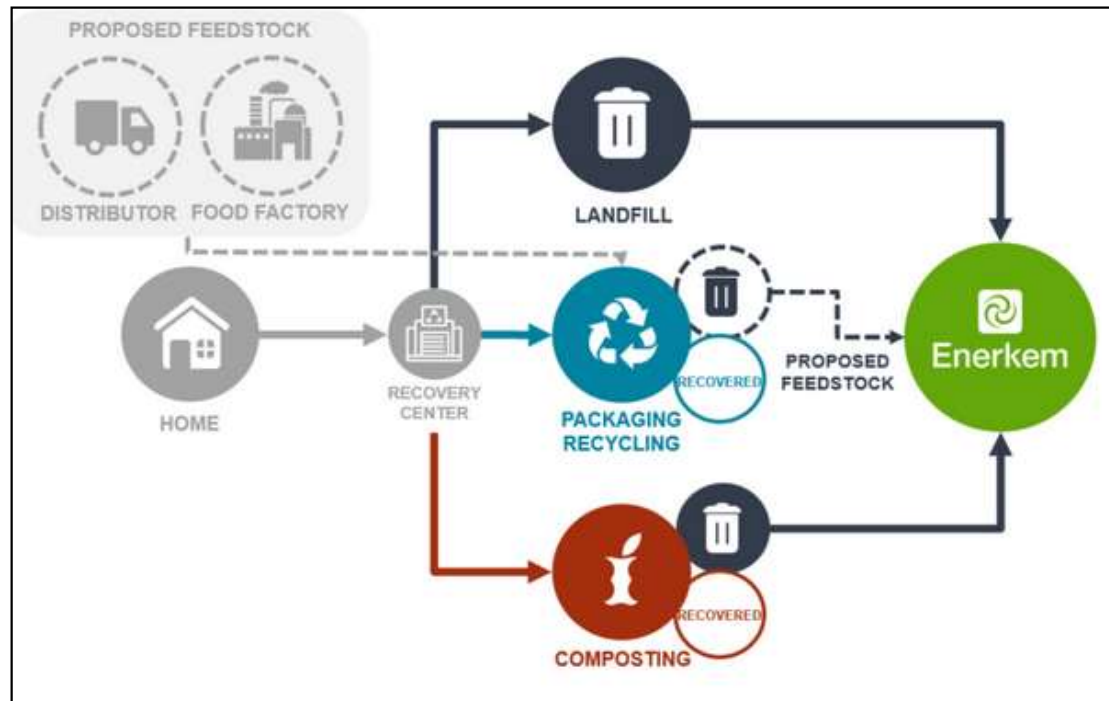 PROPOSED FEEDSTOCK
DISTRIBUTOR
FOOD FACTORY
LANDFILL
HOME
RECOVERY
CENTER
PACKAGING
RECYCLING
RECOVERED
PROPOSED
FEEDSTOCK
Enerkem
COMPOSTING
RECOVERED